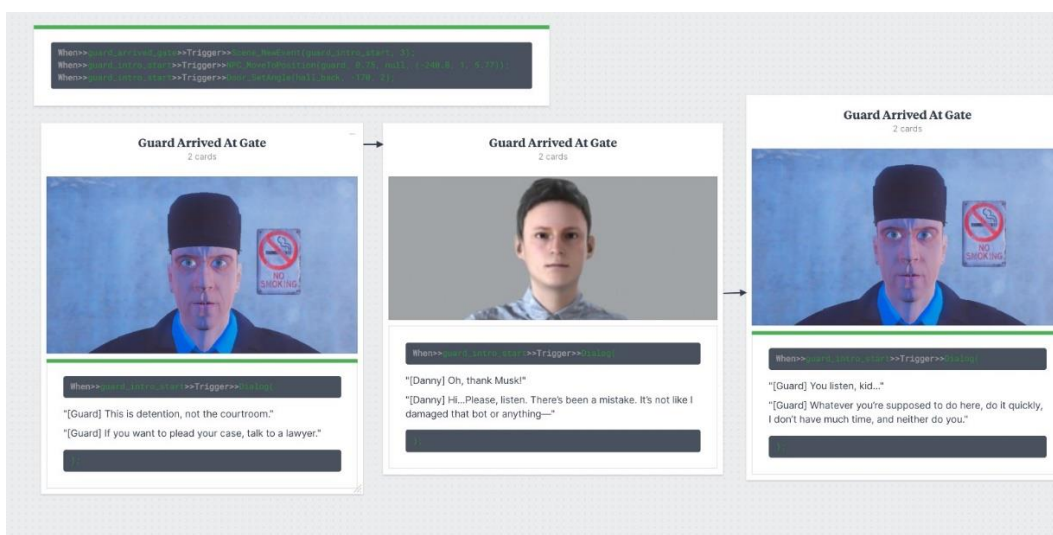 When>>guard_arrived_gate>>Trigger>>Scene_NewEvent(guard_intro_start, 5);
When>>guard_intro_start>>Trigger>>NPC_MoveToPosition(guard, 0.75, null, (-240.6, 1, 5.77));
When>>guard_intro_start>>Trigger>>Door_SetAngle(hall_back, -170, 2);
Guard Arrived At Gate
2 cards
NO
SMOKING
When>>guard_intro_start>>Trigger>>Dialog(
"[Guard] This is detention, not the courtroom."
"[Guard] If you want to plead your case, talk to a lawyer."
);
Guard Arrived At Gate
2 cards
When>>guard_intro_start>>Trigger>>Dialog(
"[Danny] Oh, thank Musk!"
"[Danny] Hi...Please, listen. There's been a mistake. It's not like I
damaged that bot or anything—"
);
Guard Arrived At Gate
2 cards
NO
SMOKING
When>>guard_intro_start>>Trigger>>Dialog(
"[Guard] You listen, kid..."
"[Guard] Whatever you're supposed to do here, do it quickly,
I don't have much time, and neither do you."
);